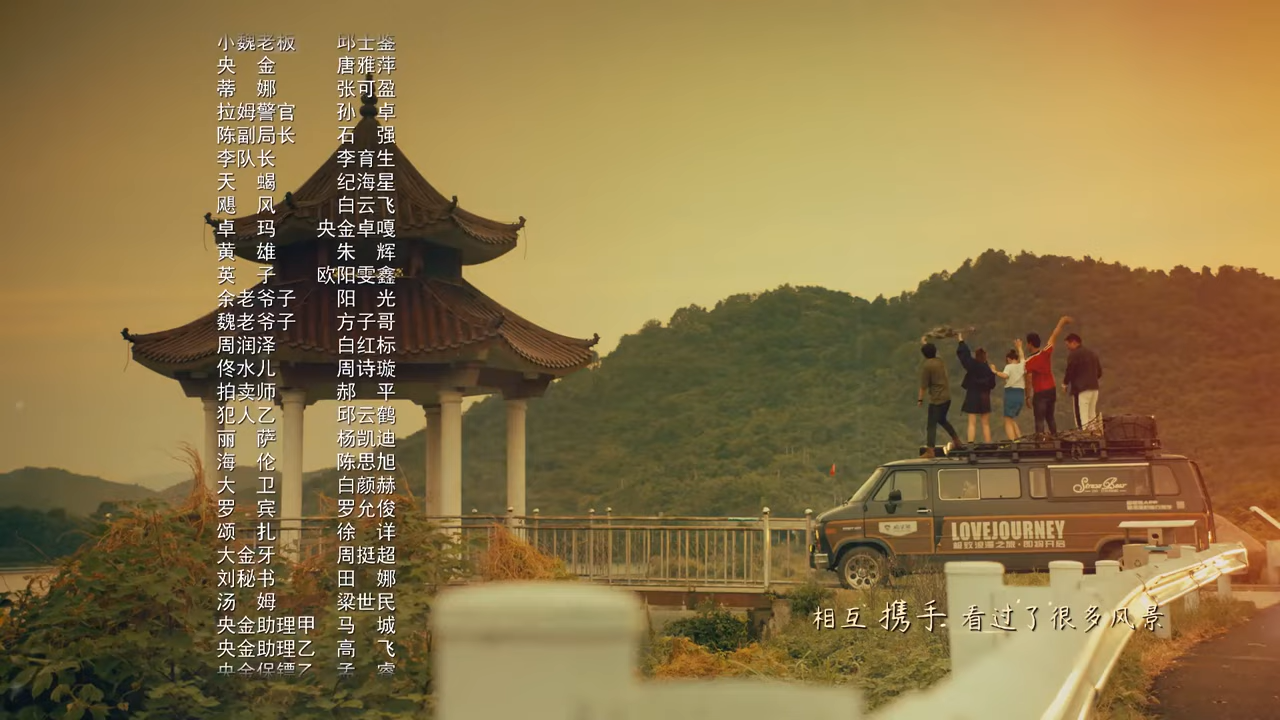 小魏老板 邱士鉴
央金 唐雅萍
蒂娜 张可盈
拉姆警官 孙卓
陈副局长 石强
李队长 李育生
天蝎 纪海星
飓风 白云飞
卓玛 央金卓嘎
黄雄 朱辉
英子 欧阳雯鑫
余老爷子 阳光
魏老爷子 方子哥
周润泽 白红标
佟水儿 周诗璇
拍卖师 郝平
犯人乙 邱云鹤
丽萨 杨凯迪
海伦 陈思旭
大卫 白颜赫
罗宾 罗允俊
颂扎 徐详
大金牙 周挺超
刘秘书 田娜
汤姆 梁世民
央金助理甲 马城
央金助理乙 高飞
央金保镖乙 孟睿
LOVEJOURNEY
相互携手看过了很多风景